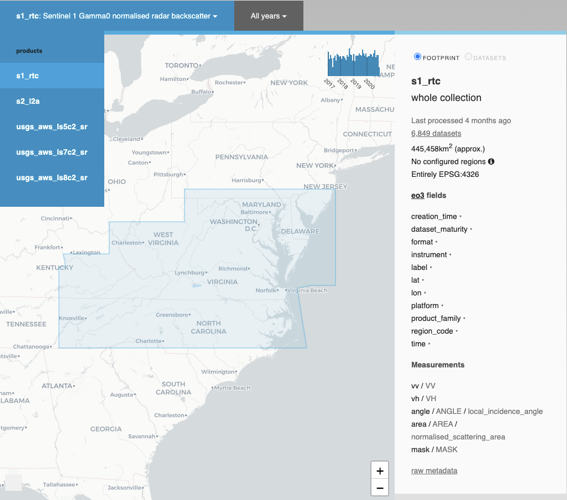 s1_rtc: Sentinel 1 Gamma0 normalised radar backscatter
All years
products
s1_rtc
s2_l2a
usgs_aws_ls5c2_sr
usgs_aws_ls7c2_sr
usgs_aws_ls8c2_sr
TORONTO
Hamilton
Rochester
Buffalo
NEW YORK
Albany
MASSACHU
CONNECTICUT
Cleveland
Youngstown
Canton
Pittsburgh
PENNSYLVANIA
Bridgeport
NEW YORK
Harrisburg
OHIO
NEW JERSEY
MARYLAND
Baltimore
WASHINGTON
D.C.
DELAWARE
Cincinnati
WEST
VIRGINIA
Charleston
Frankfort
Lexington
KENTUCKY
Lynchburg
Richmond
VIRGINIA
Norfolk
Virginia Beach
Knoxville
Greensboro
TENNESSEE
NORTH
CAROLINA
Charlotte
Chattanooga
Wilmington
ATLANTA
SOUTH
CAROLINA
Myrtle Beach
Augusta
Charleston
GEORGIA
Savannah
Tallahassee
Jacksonville
2017
2018
2019
2020
+
−
FOOTPRINT DATASETS
s1_rtc
whole collection
Last processed 4 months ago
6,849 datasets
445,458km2 (approx.)
No configured regions
Entirely EPSG:4326
eo3 fields
creation_time
dataset_maturity
format
instrument
label
lat
lon
platform
product_family
region_code
time
Measurements
vv / VV
vh / VH
angle / ANGLE / local_incidence_angle
area / AREA /
normalised_scattering_area
mask / MASK
raw metadata